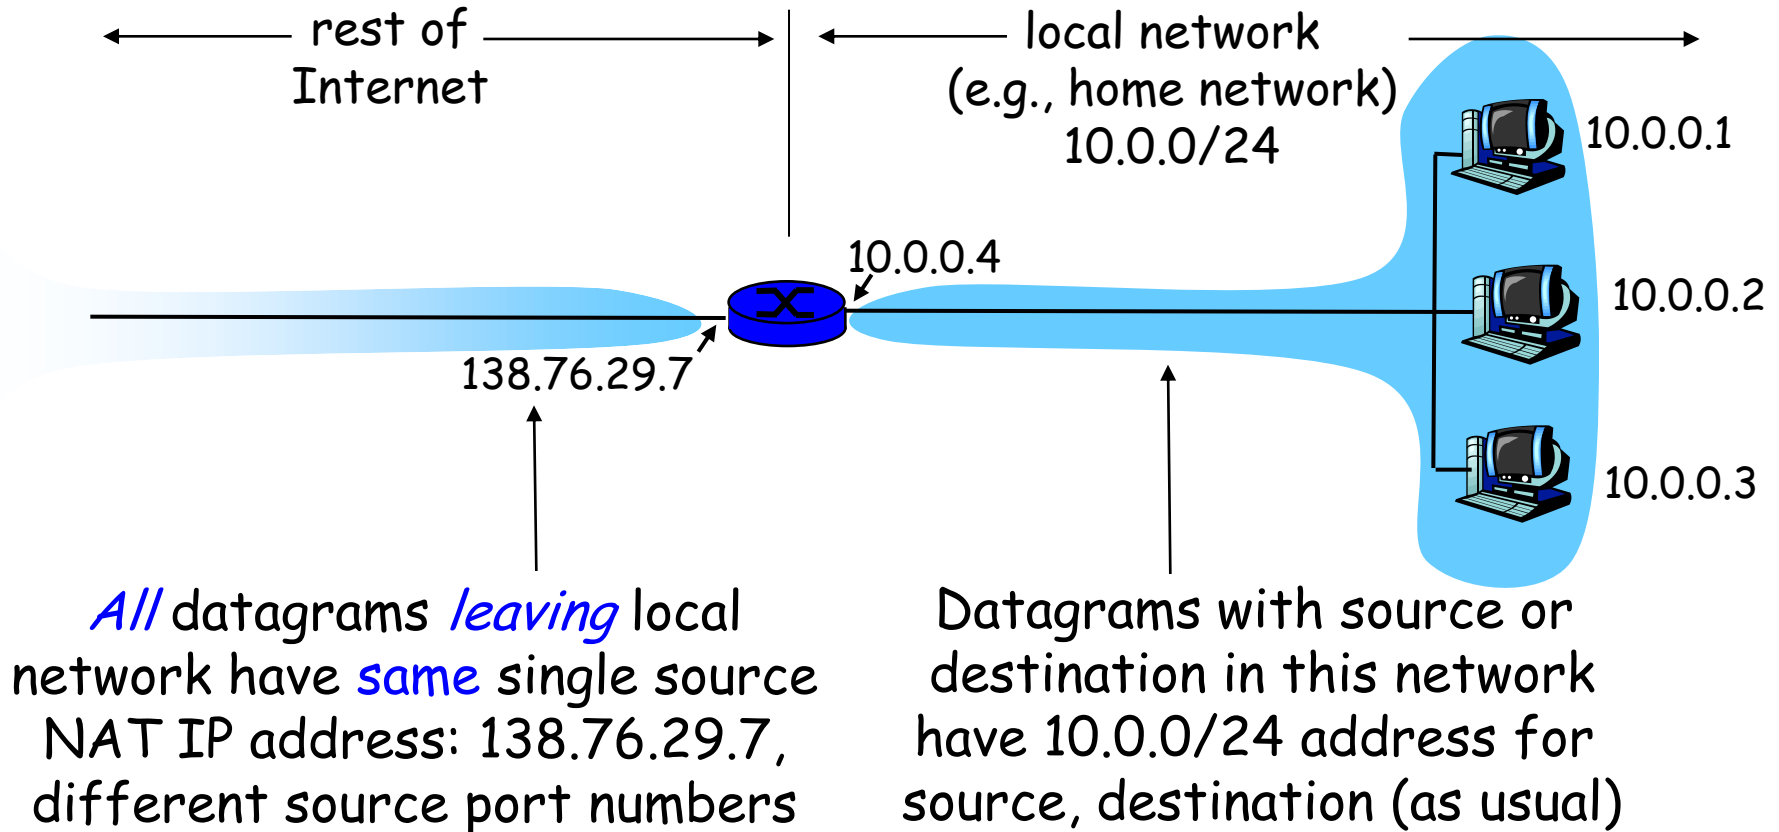 rest of
Internet
local network
(e.g., home network)
10.0.0/24
10.0.0.1
10.0.0.4
10.0.0.2
138.76.29.7
10.0.0.3
All datagrams leaving local
network have same single source
NAT IP address: 138.76.29.7,
different source port numbers
Datagrams with source or
destination in this network
have 10.0.0/24 address for
source, destination (as usual)